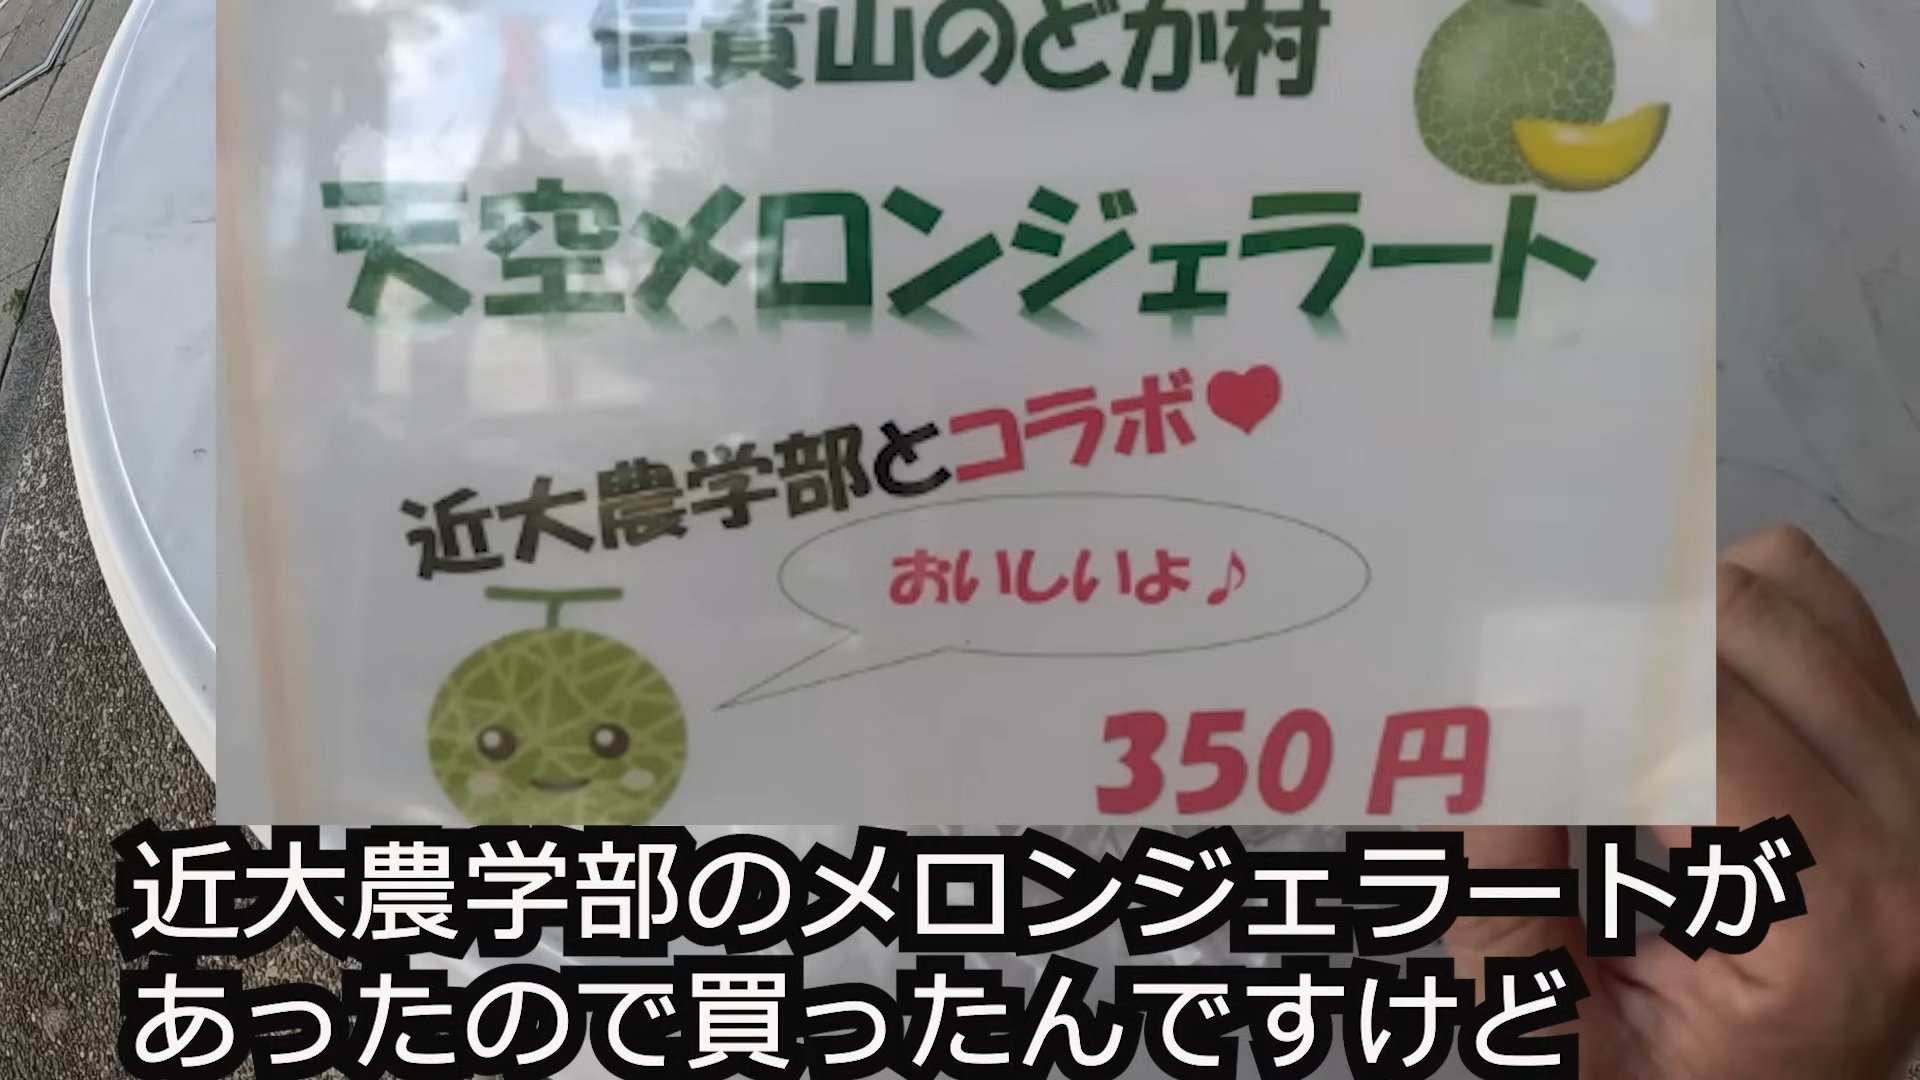 信貴山のどか村
天空メロンジェラート
近大農学部とコラボ♥
おいしいよ♪
350円
近大農学部のメロンジェラートが
あったので買ったんですけど